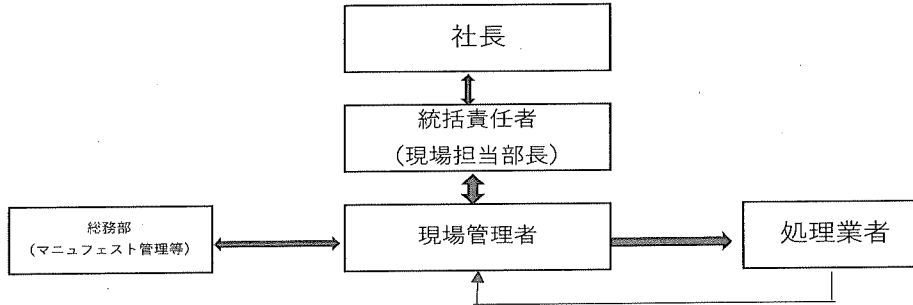 社長
統括責任者
（現場担当部長）
総務部
（マニュフェスト管理等）
現場管理者
処理業者